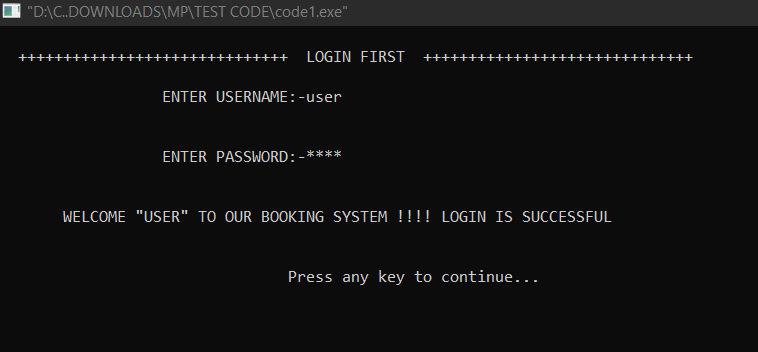 "D:\C..DOWNLOADS\MP\TEST CODE\code1.exe"
++++++++++++++++++++++++++++++ LOGIN FIRST ++++++++++++++++++++++++++++++
ENTER USERNAME:-user
ENTER PASSWORD:-****
WELCOME "USER" TO OUR BOOKING SYSTEM !!!! LOGIN IS SUCCESSFUL
Press any key to continue...